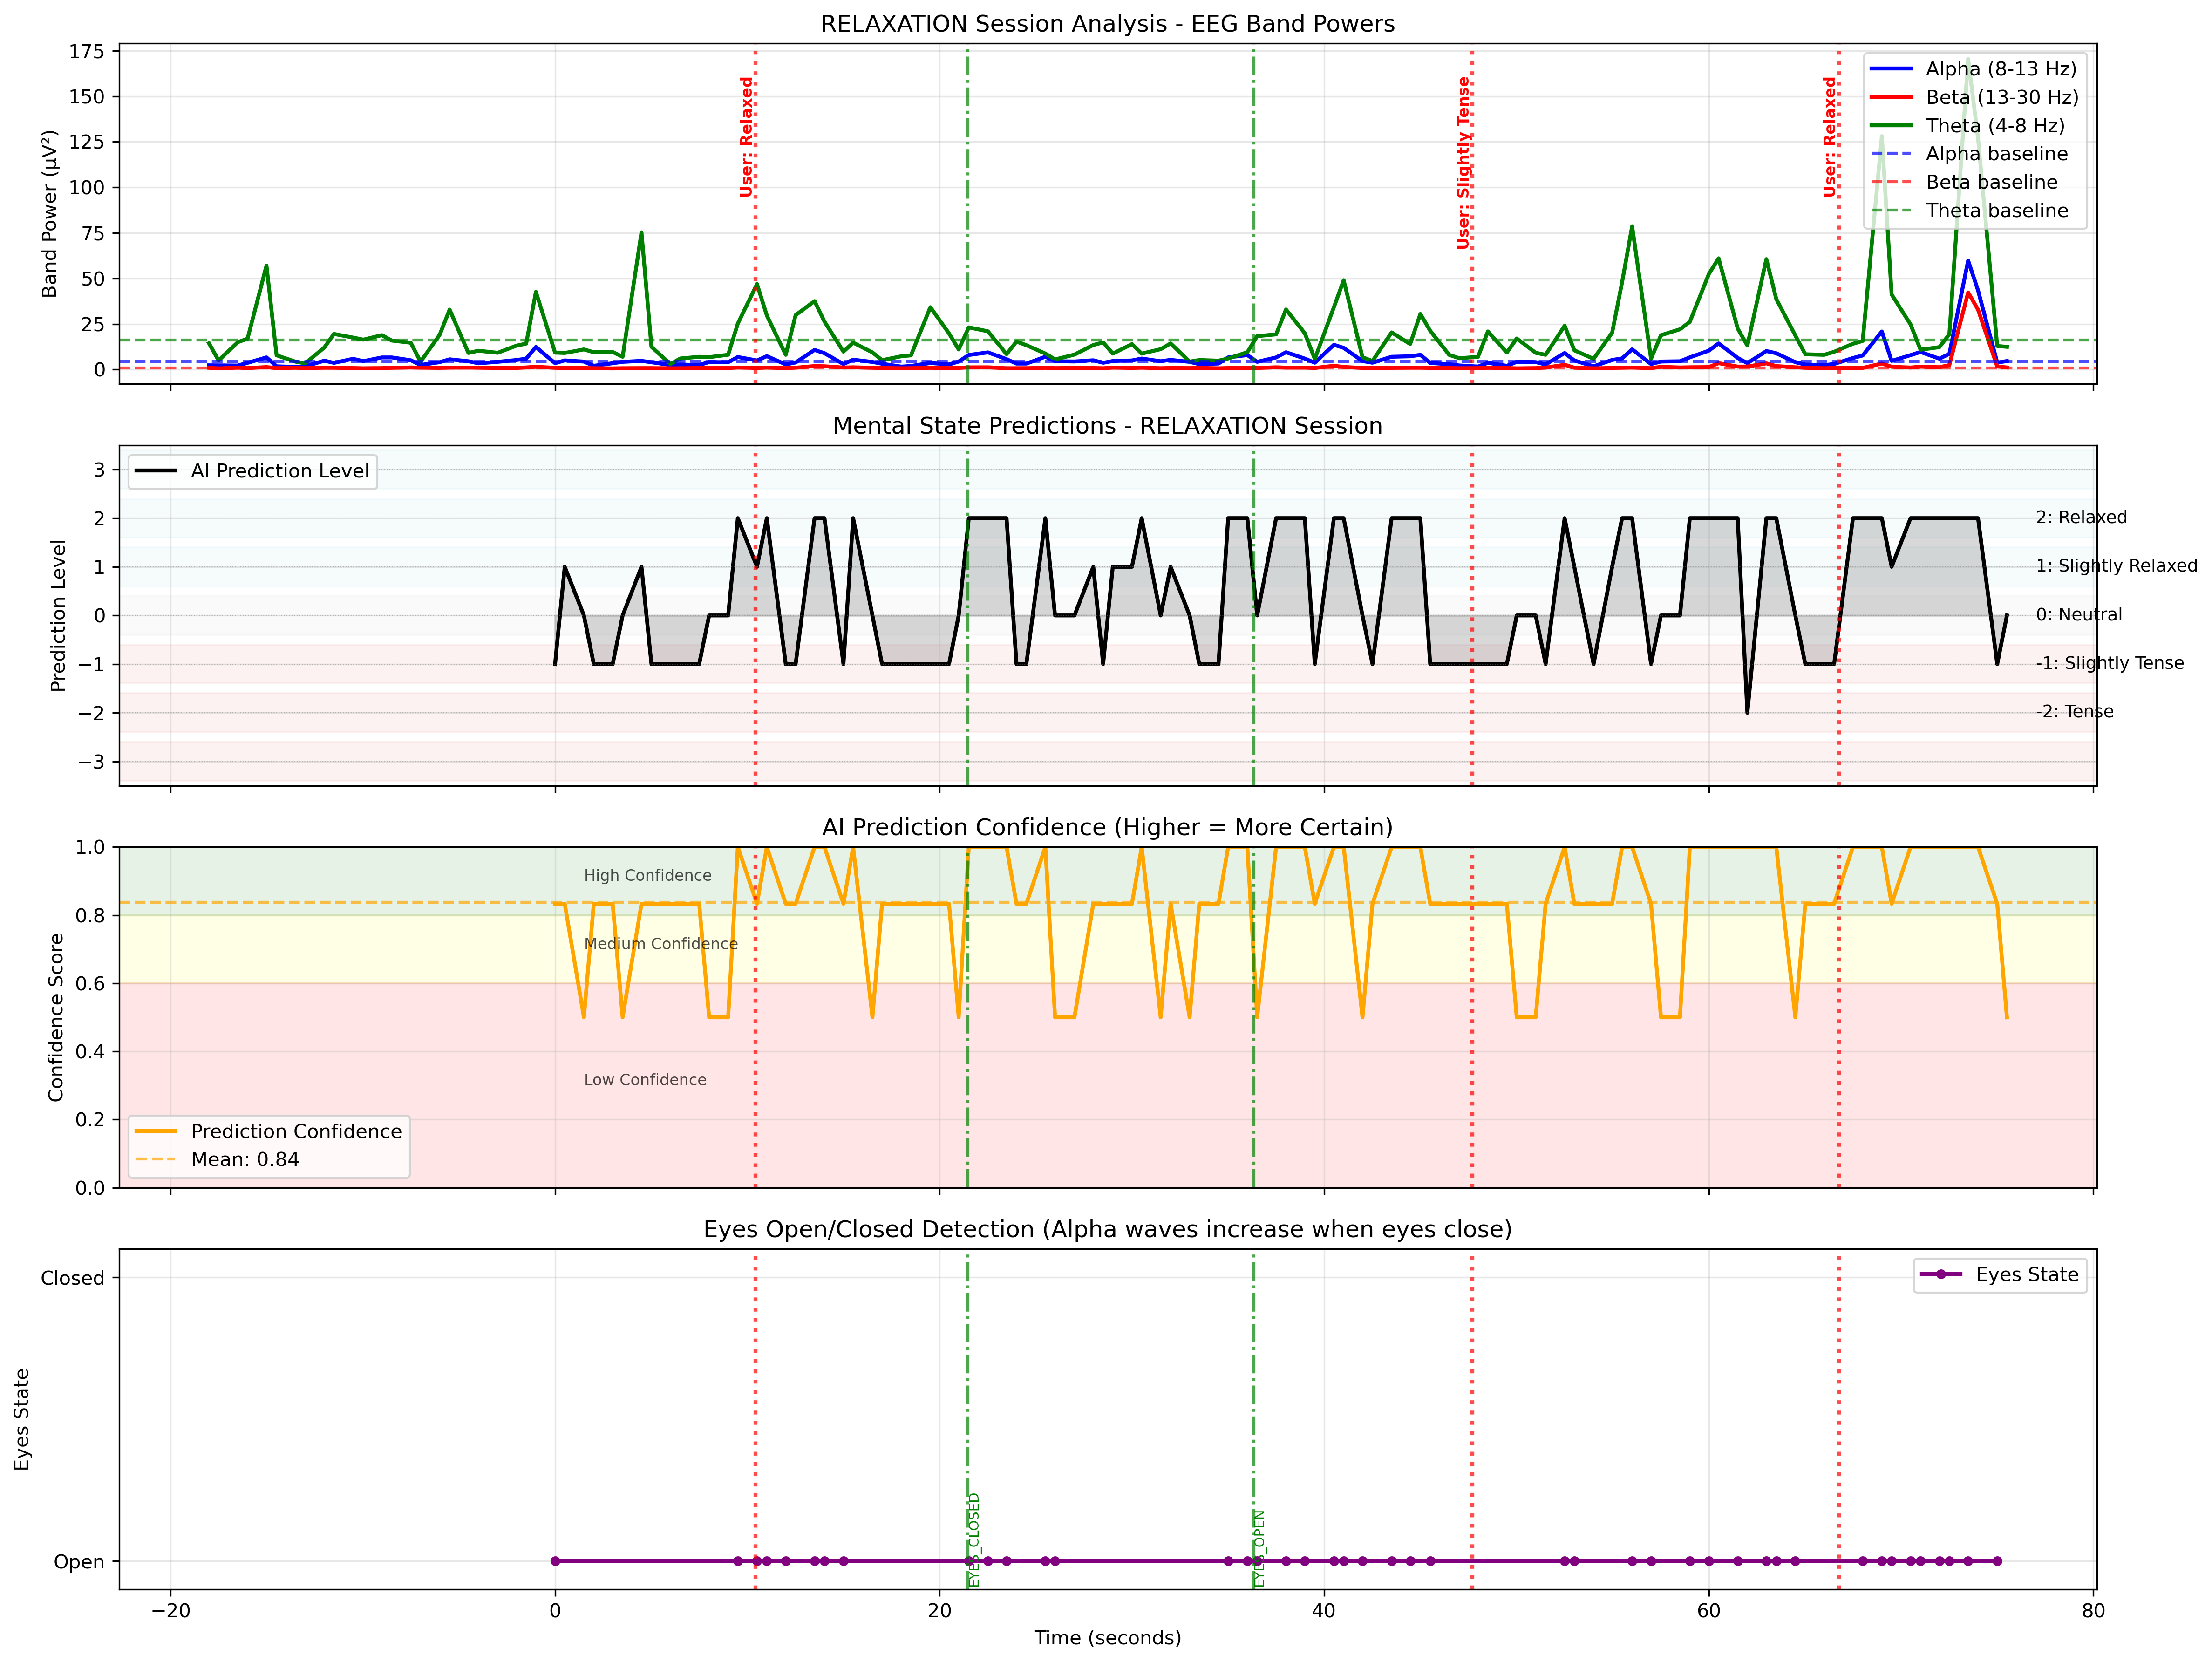 RELAXATION Session Analysis - EEG Band Powers
Band Power (µV²)
175
150
125
100
75
50
25
0
User: Relaxed
User: Slightly Tense
User: Relaxed
Alpha (8-13 Hz)
Beta (13-30 Hz)
Theta (4-8 Hz)
Alpha baseline
Beta baseline
Theta baseline
Mental State Predictions - RELAXATION Session
Prediction Level
3
2
1
0
−1
−2
−3
AI Prediction Level
2: Relaxed
1: Slightly Relaxed
0: Neutral
-1: Slightly Tense
-2: Tense
AI Prediction Confidence (Higher = More Certain)
Confidence Score
1.0
0.8
0.6
0.4
0.2
0.0
High Confidence
Medium Confidence
Low Confidence
Prediction Confidence
Mean: 0.84
Eyes Open/Closed Detection (Alpha waves increase when eyes close)
Eyes State
Closed
Open
Eyes State
EYES_CLOSED
EYES_OPEN
−20
0
20
40
60
80
Time (seconds)